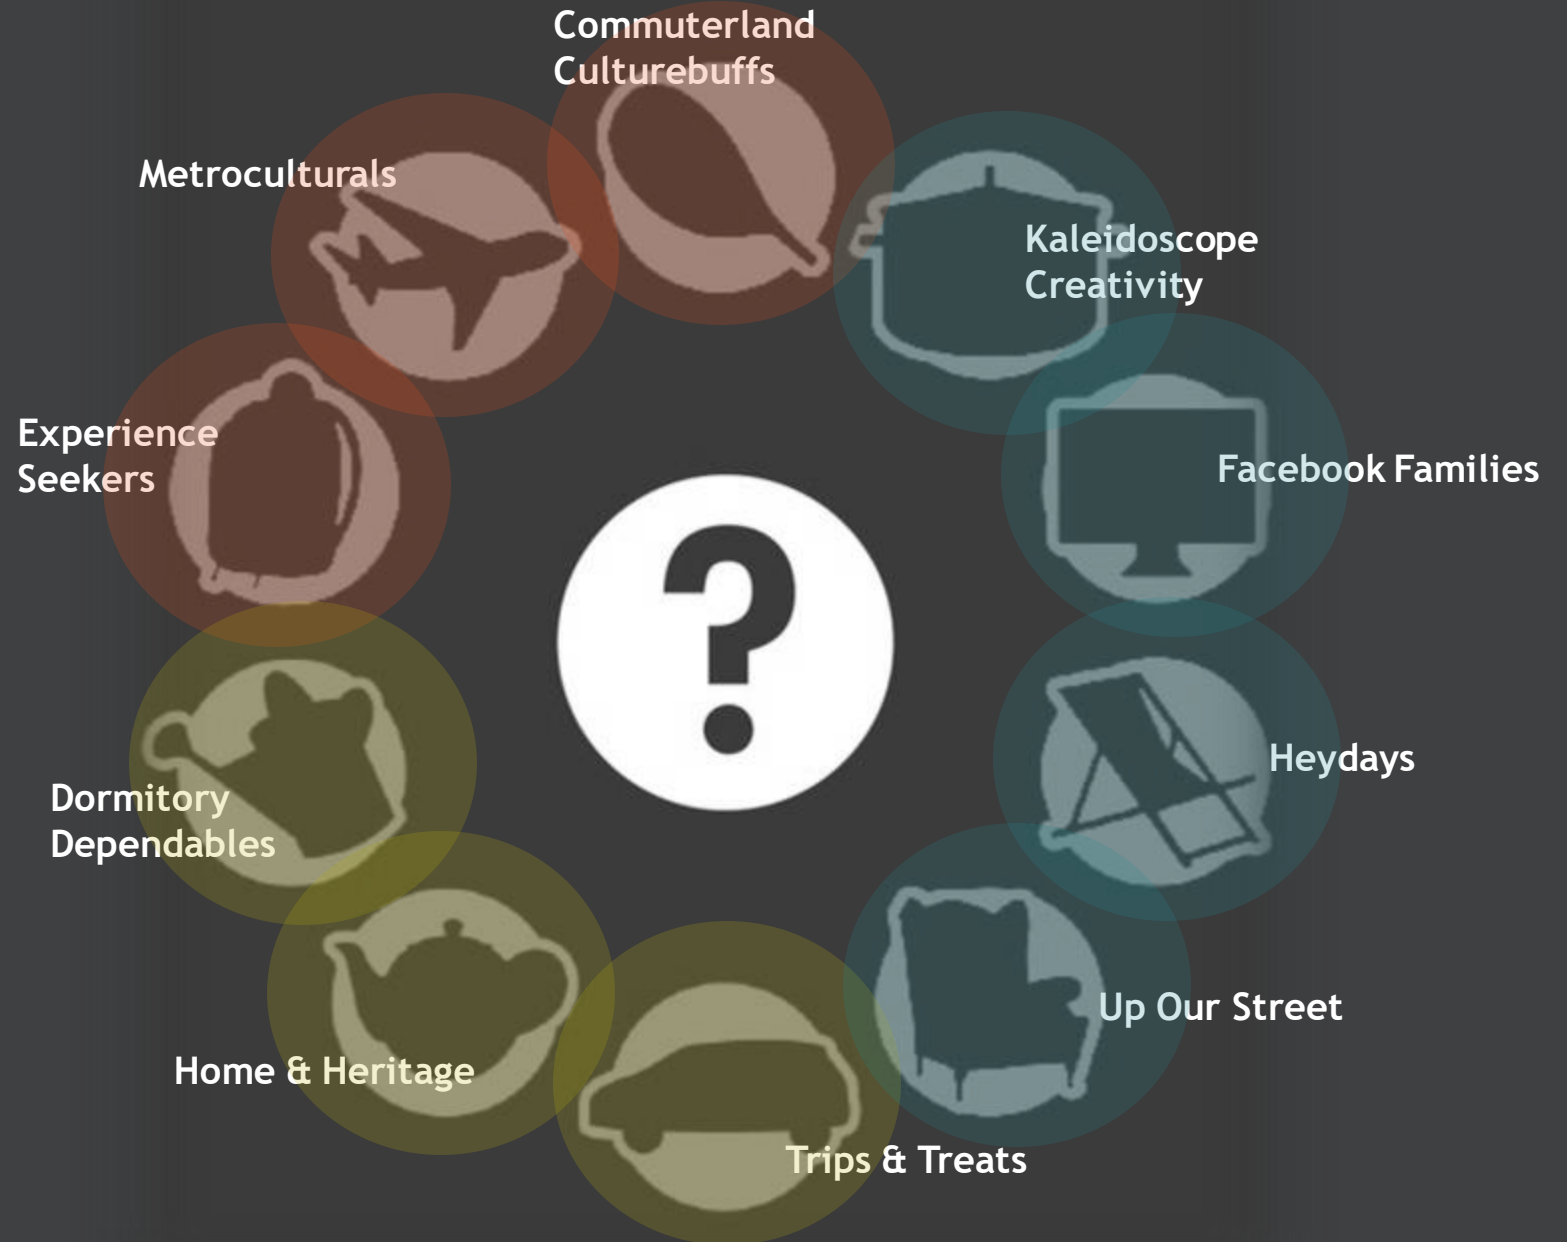 Commuterland
Culturebuffs
Metroculturals
Kaleidoscope
Creativity
Experience
Seekers
Facebook Families
?
Heydays
Dormitory
Dependables
Up Our Street
Home & Heritage
Trips & Treats